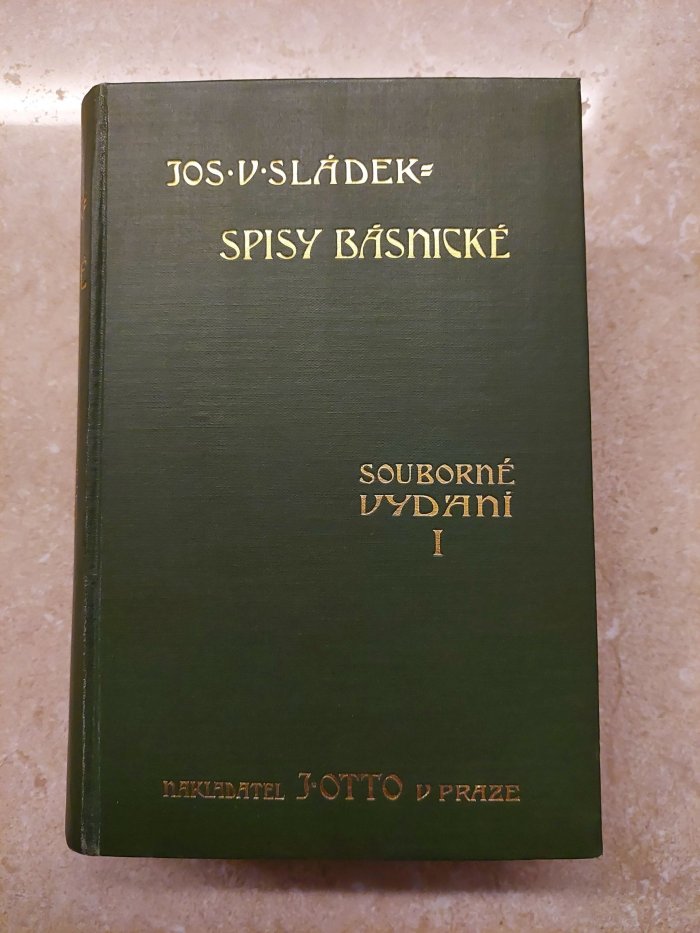 JOS·V·SLÁDEK=
SPISY BÁSNICKÉ
SOUBORNÉ
VYDÁNÍ
I
NAKLADATEL J·OTTO V PRAZE